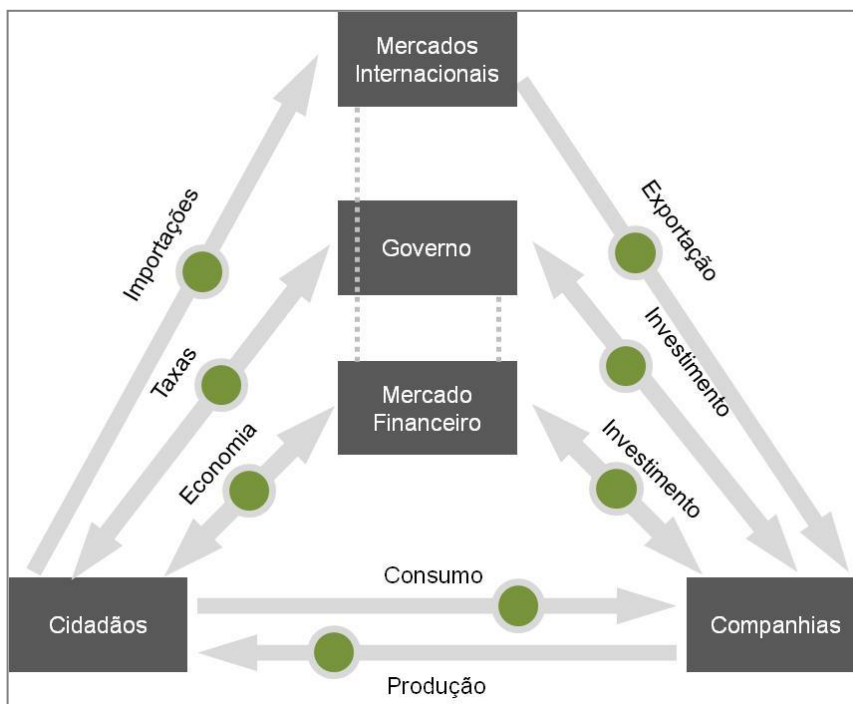 Mercados
Internacionais
Importações
Exportação
Governo
Taxas
Investimento
Mercado
Financeiro
Economia
Investimento
Consumo
Cidadãos
Companhias
Produção